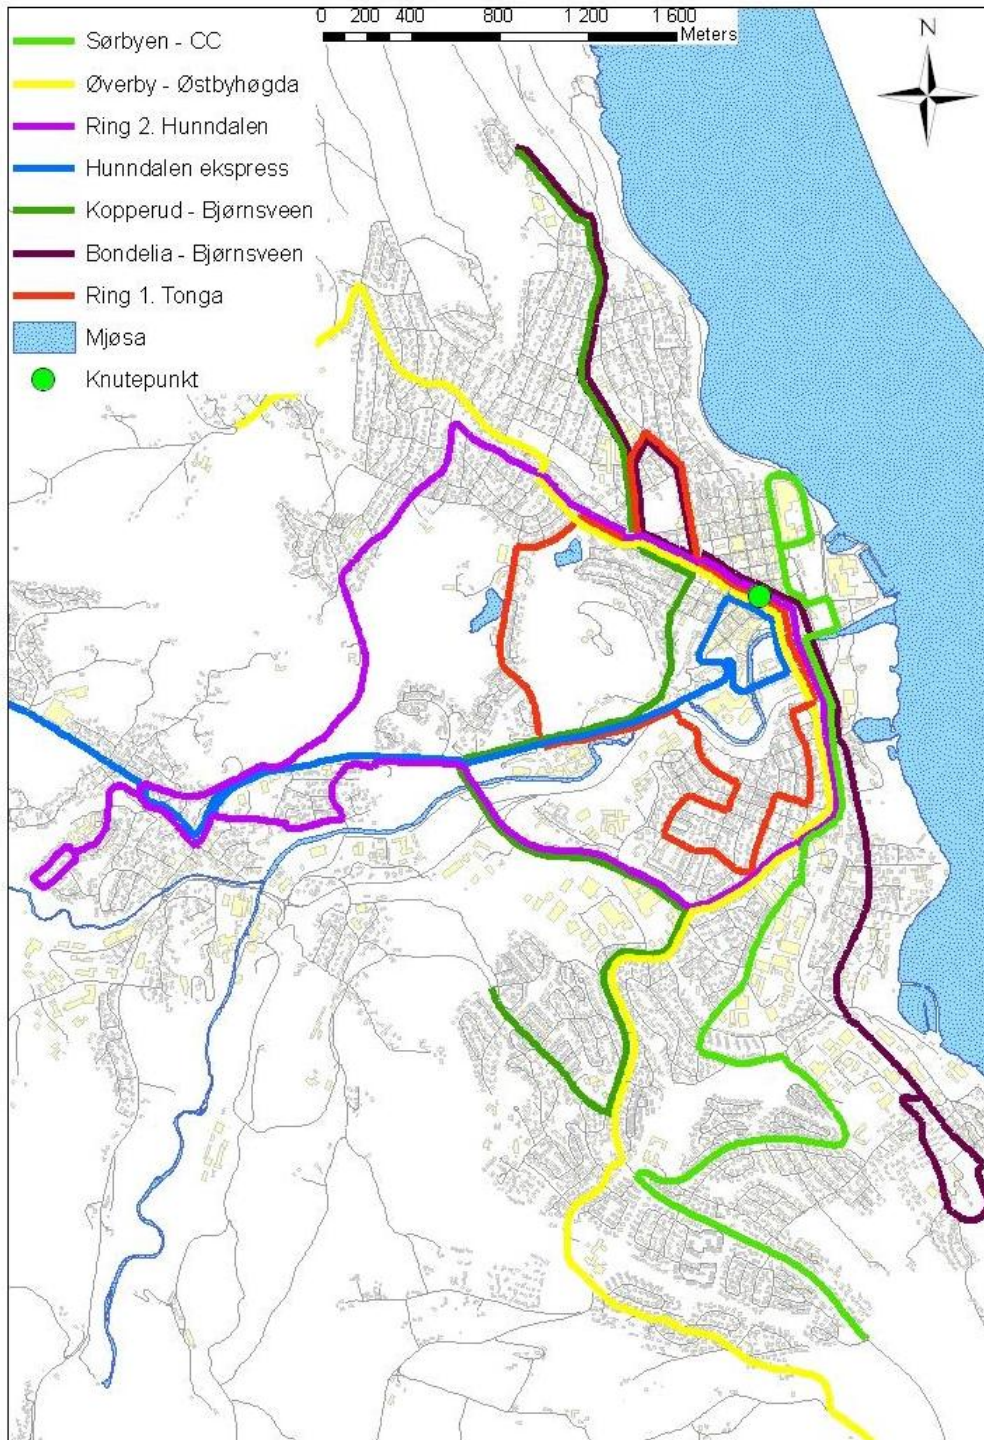 0 200 400 800 1 200 1 600
Meters
N
Sørbyen - CC
Øverby - Østbyhøgda
Ring 2. Hunndalen
Hunndalen ekspress
Kopperud - Bjørnsveen
Bondelia - Bjørnsveen
Ring 1. Tonga
Mjøsa
Knutepunkt